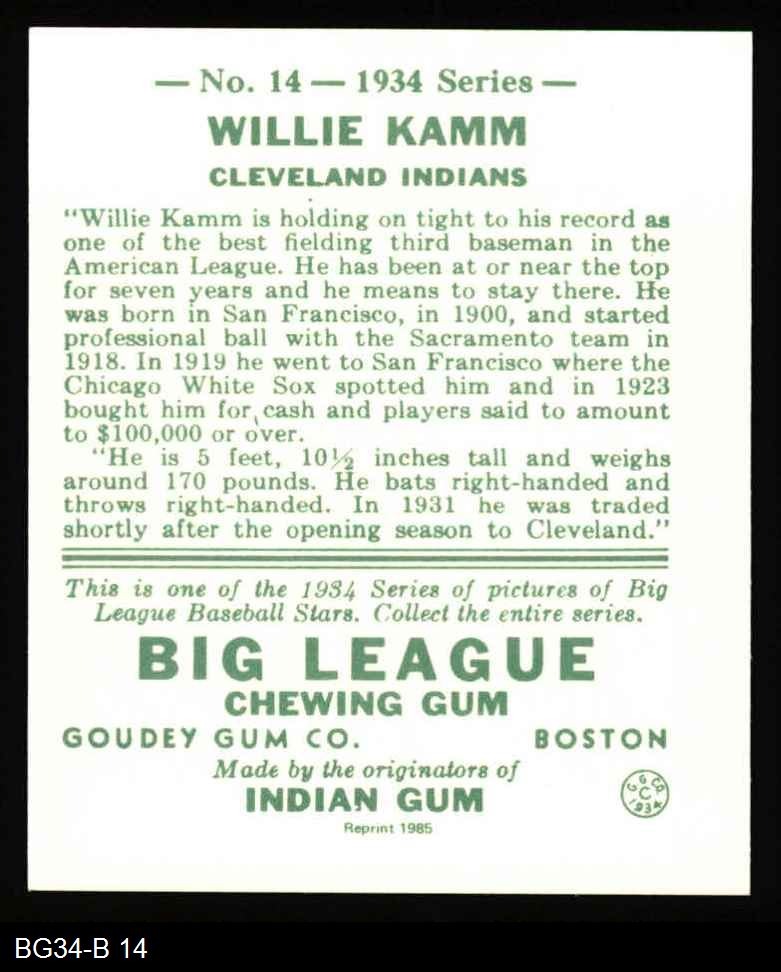 — No. 14 — 1934 Series —
WILLIE KAMM
CLEVELAND INDIANS
"Willie Kamm is holding on tight to his record as
one of the best fielding third baseman in the
American League. He has been at or near the top
for seven years and he means to stay there. He
was born in San Francisco, in 1900, and started
professional ball with the Sacramento team in
1918. In 1919 he went to San Francisco where the
Chicago White Sox spotted him and in 1923
bought him for cash and players said to amount
to $100,000 or over.
"He is 5 feet, 10½ inches tall and weighs
around 170 pounds. He bats right-handed and
throws right-handed. In 1931 he was traded
shortly after the opening season to Cleveland."
This is one of the 1934 Series of pictures of Big
League Baseball Stars. Collect the entire series.
BIG LEAGUE
CHEWING GUM
GOUDEY GUM CO. BOSTON
Made by the originators of
INDIAN GUM
G.G.CO.
C
1934
Reprint 1985
BG34-B 14